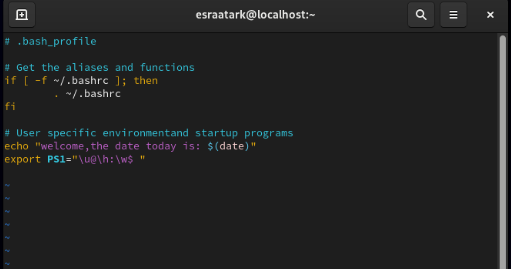 esraatark@localhost:~
# .bash_profile

# Get the aliases and functions
if [ -f ~/.bashrc ]; then
        . ~/.bashrc
fi

# User specific environmentand startup programs
echo "welcome,the date today is: $(date)"
export PS1="\u@\h:\w$ "

~
~
~
~
~
~
~